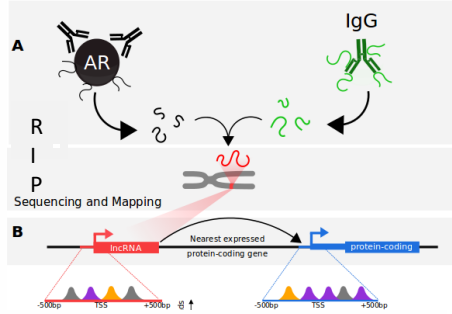 IgG
A
AR
R
I
P
Sequencing and Mapping
B
lncRNA
Nearest expressed
protein-coding gene
protein-coding
-500bp TSS +500bp
-500bp TSS +500bp